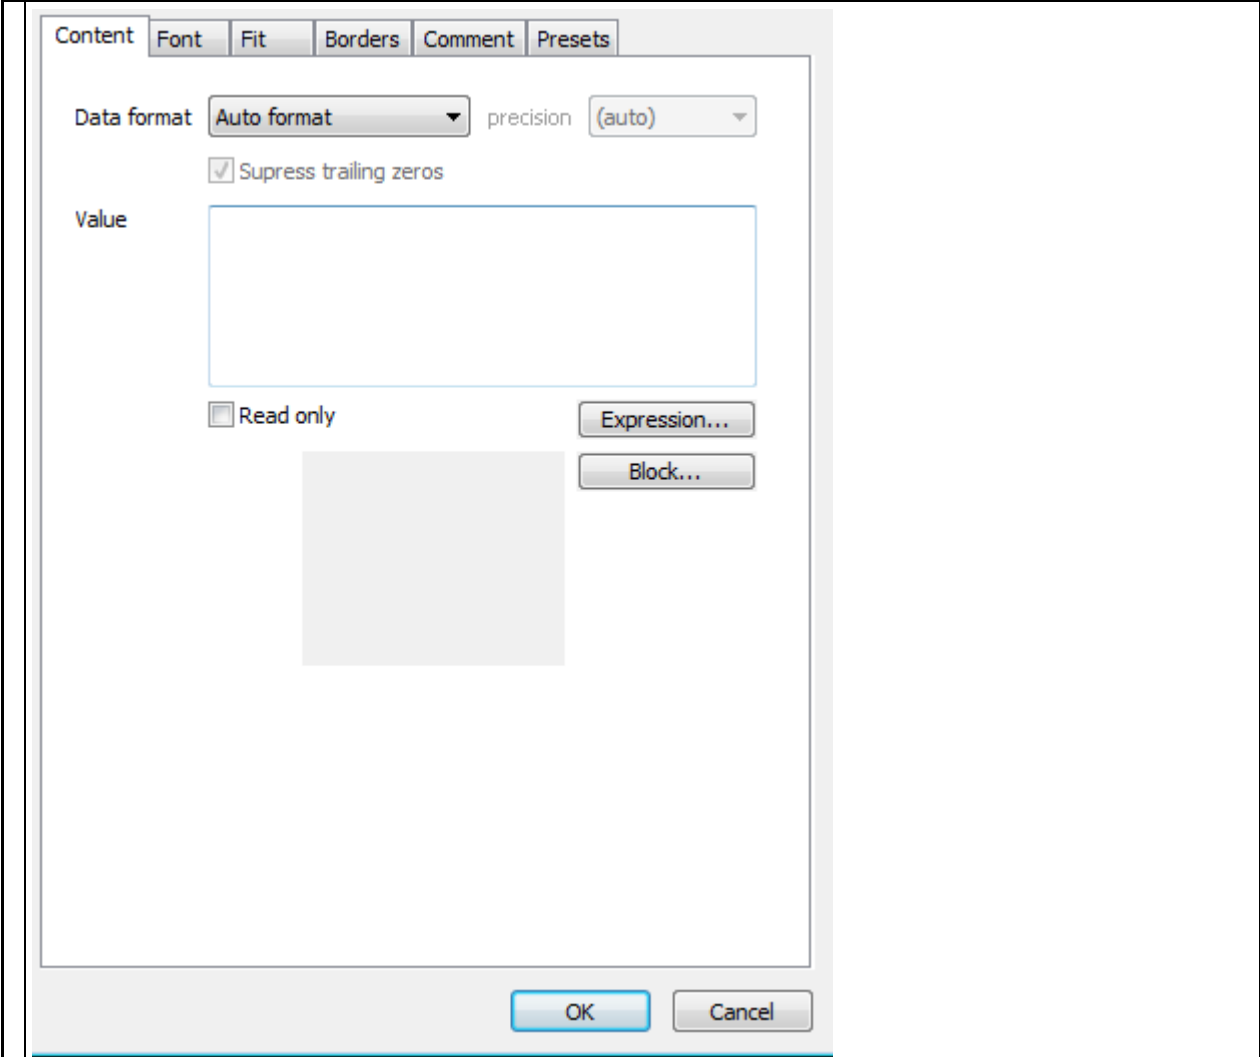 Content Font Fit Borders Comment Presets
Data format Auto format precision (auto)
Supress trailing zeros
Value
Read only Expression...
Block...
OK Cancel